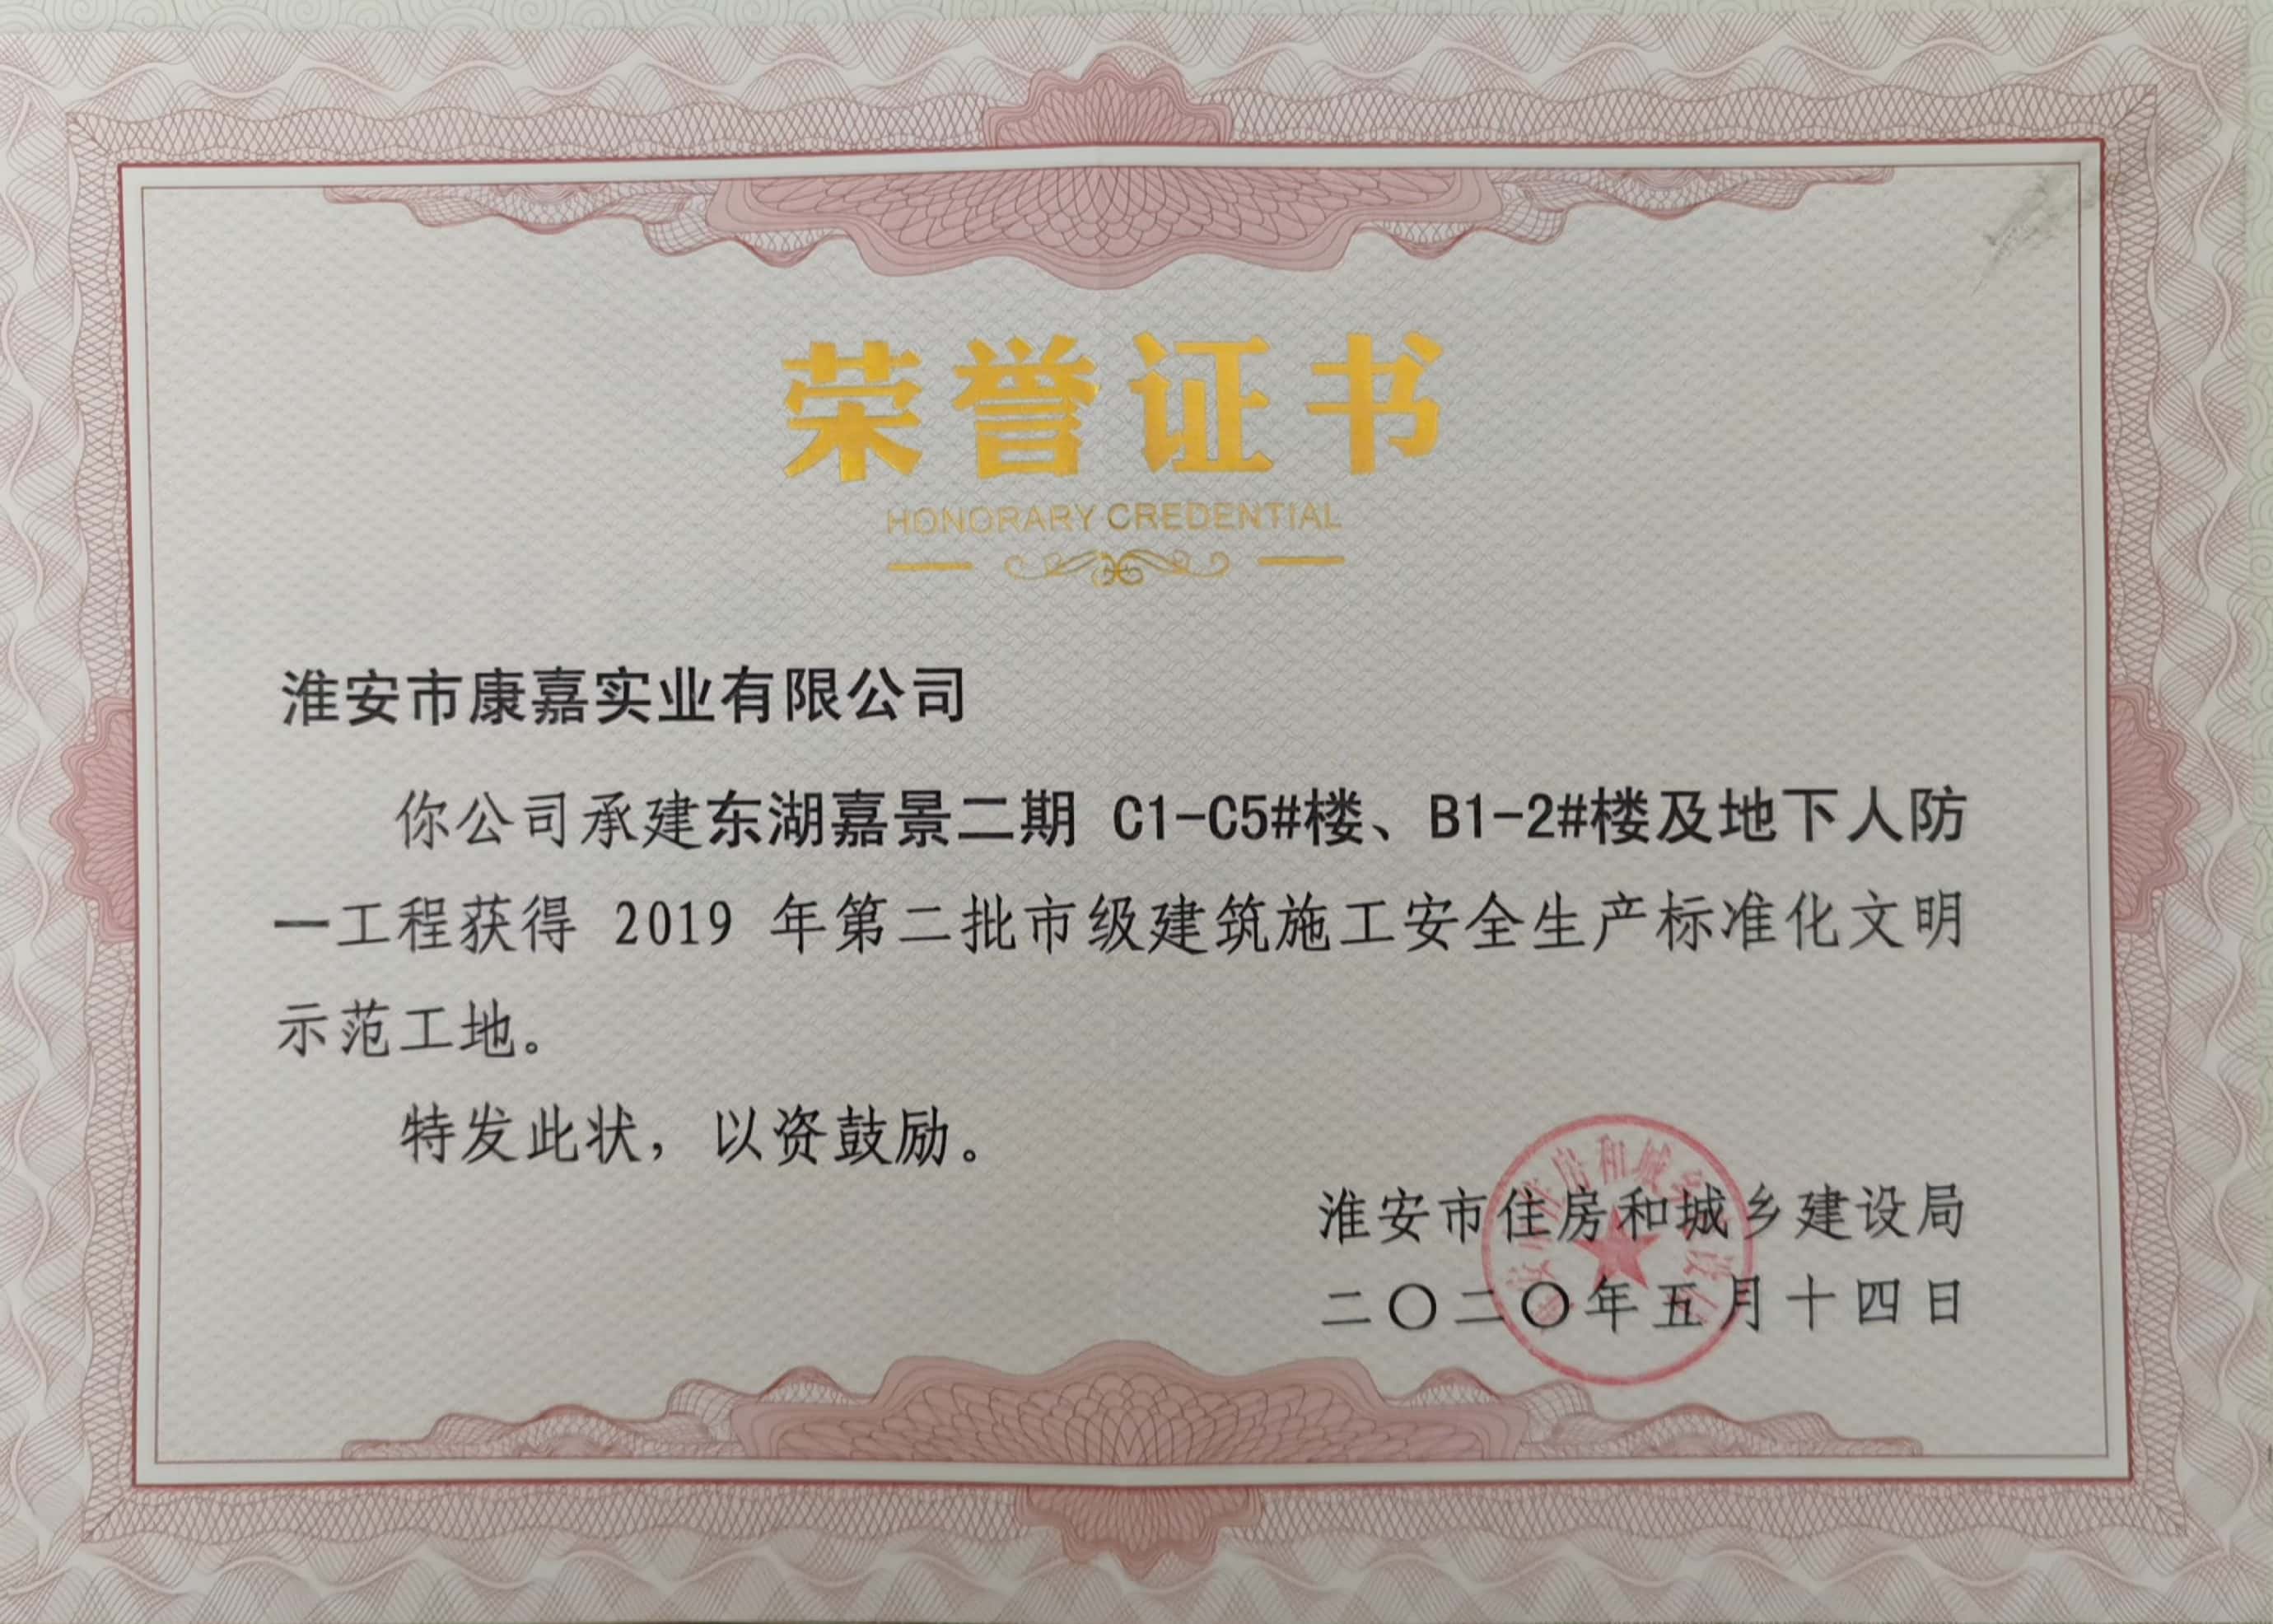 荣誉证书
HONORARY CREDENTIAL
淮安市康嘉实业有限公司
你公司承建东湖嘉景二期 C1-C5#楼、B1-2#楼及地下人防
一工程获得 2019 年第二批市级建筑施工安全生产标准化文明
示范工地。
特发此状，以资鼓励。
淮安市住房和城乡建设局
二〇二〇年五月十四日